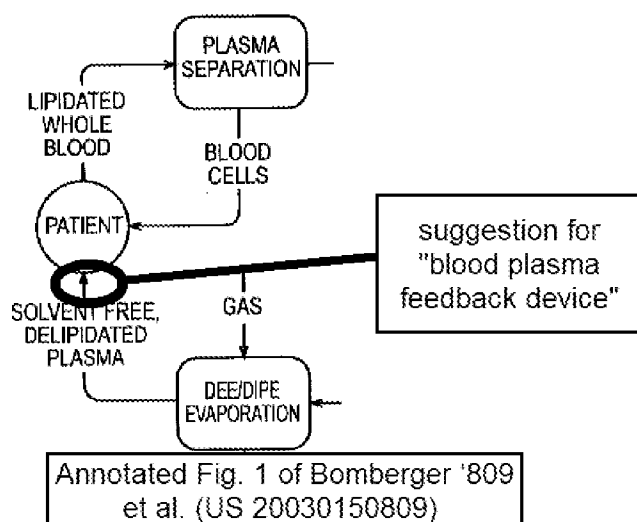 PLASMA
SEPARATION
LIPIDATED
WHOLE
BLOOD
BLOOD
CELLS
PATIENT
suggestion for
"blood plasma
feedback device"
SOLVENT FREE,
DELIPIDATED
PLASMA
GAS
DEE/DIPE
EVAPORATION
Annotated Fig. 1 of Bomberger '809
et al. (US 20030150809)